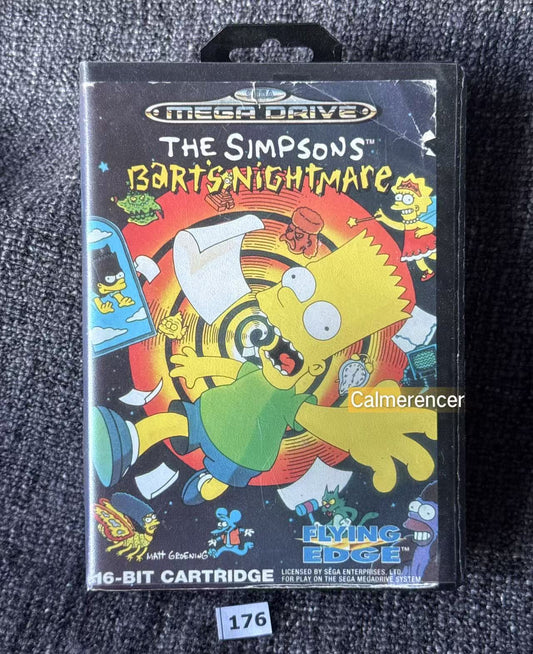 SEGA
MEGA DRIVE
THE SIMPSONS™
BART'S NIGHTMARE
Calmerencer
MATT GROENING
FLYING
EDGE™
16-BIT CARTRIDGE
LICENSED BY SEGA ENTERPRISES, LTD.
FOR PLAY ON THE SEGA MEGADRIVE SYSTEM.
176